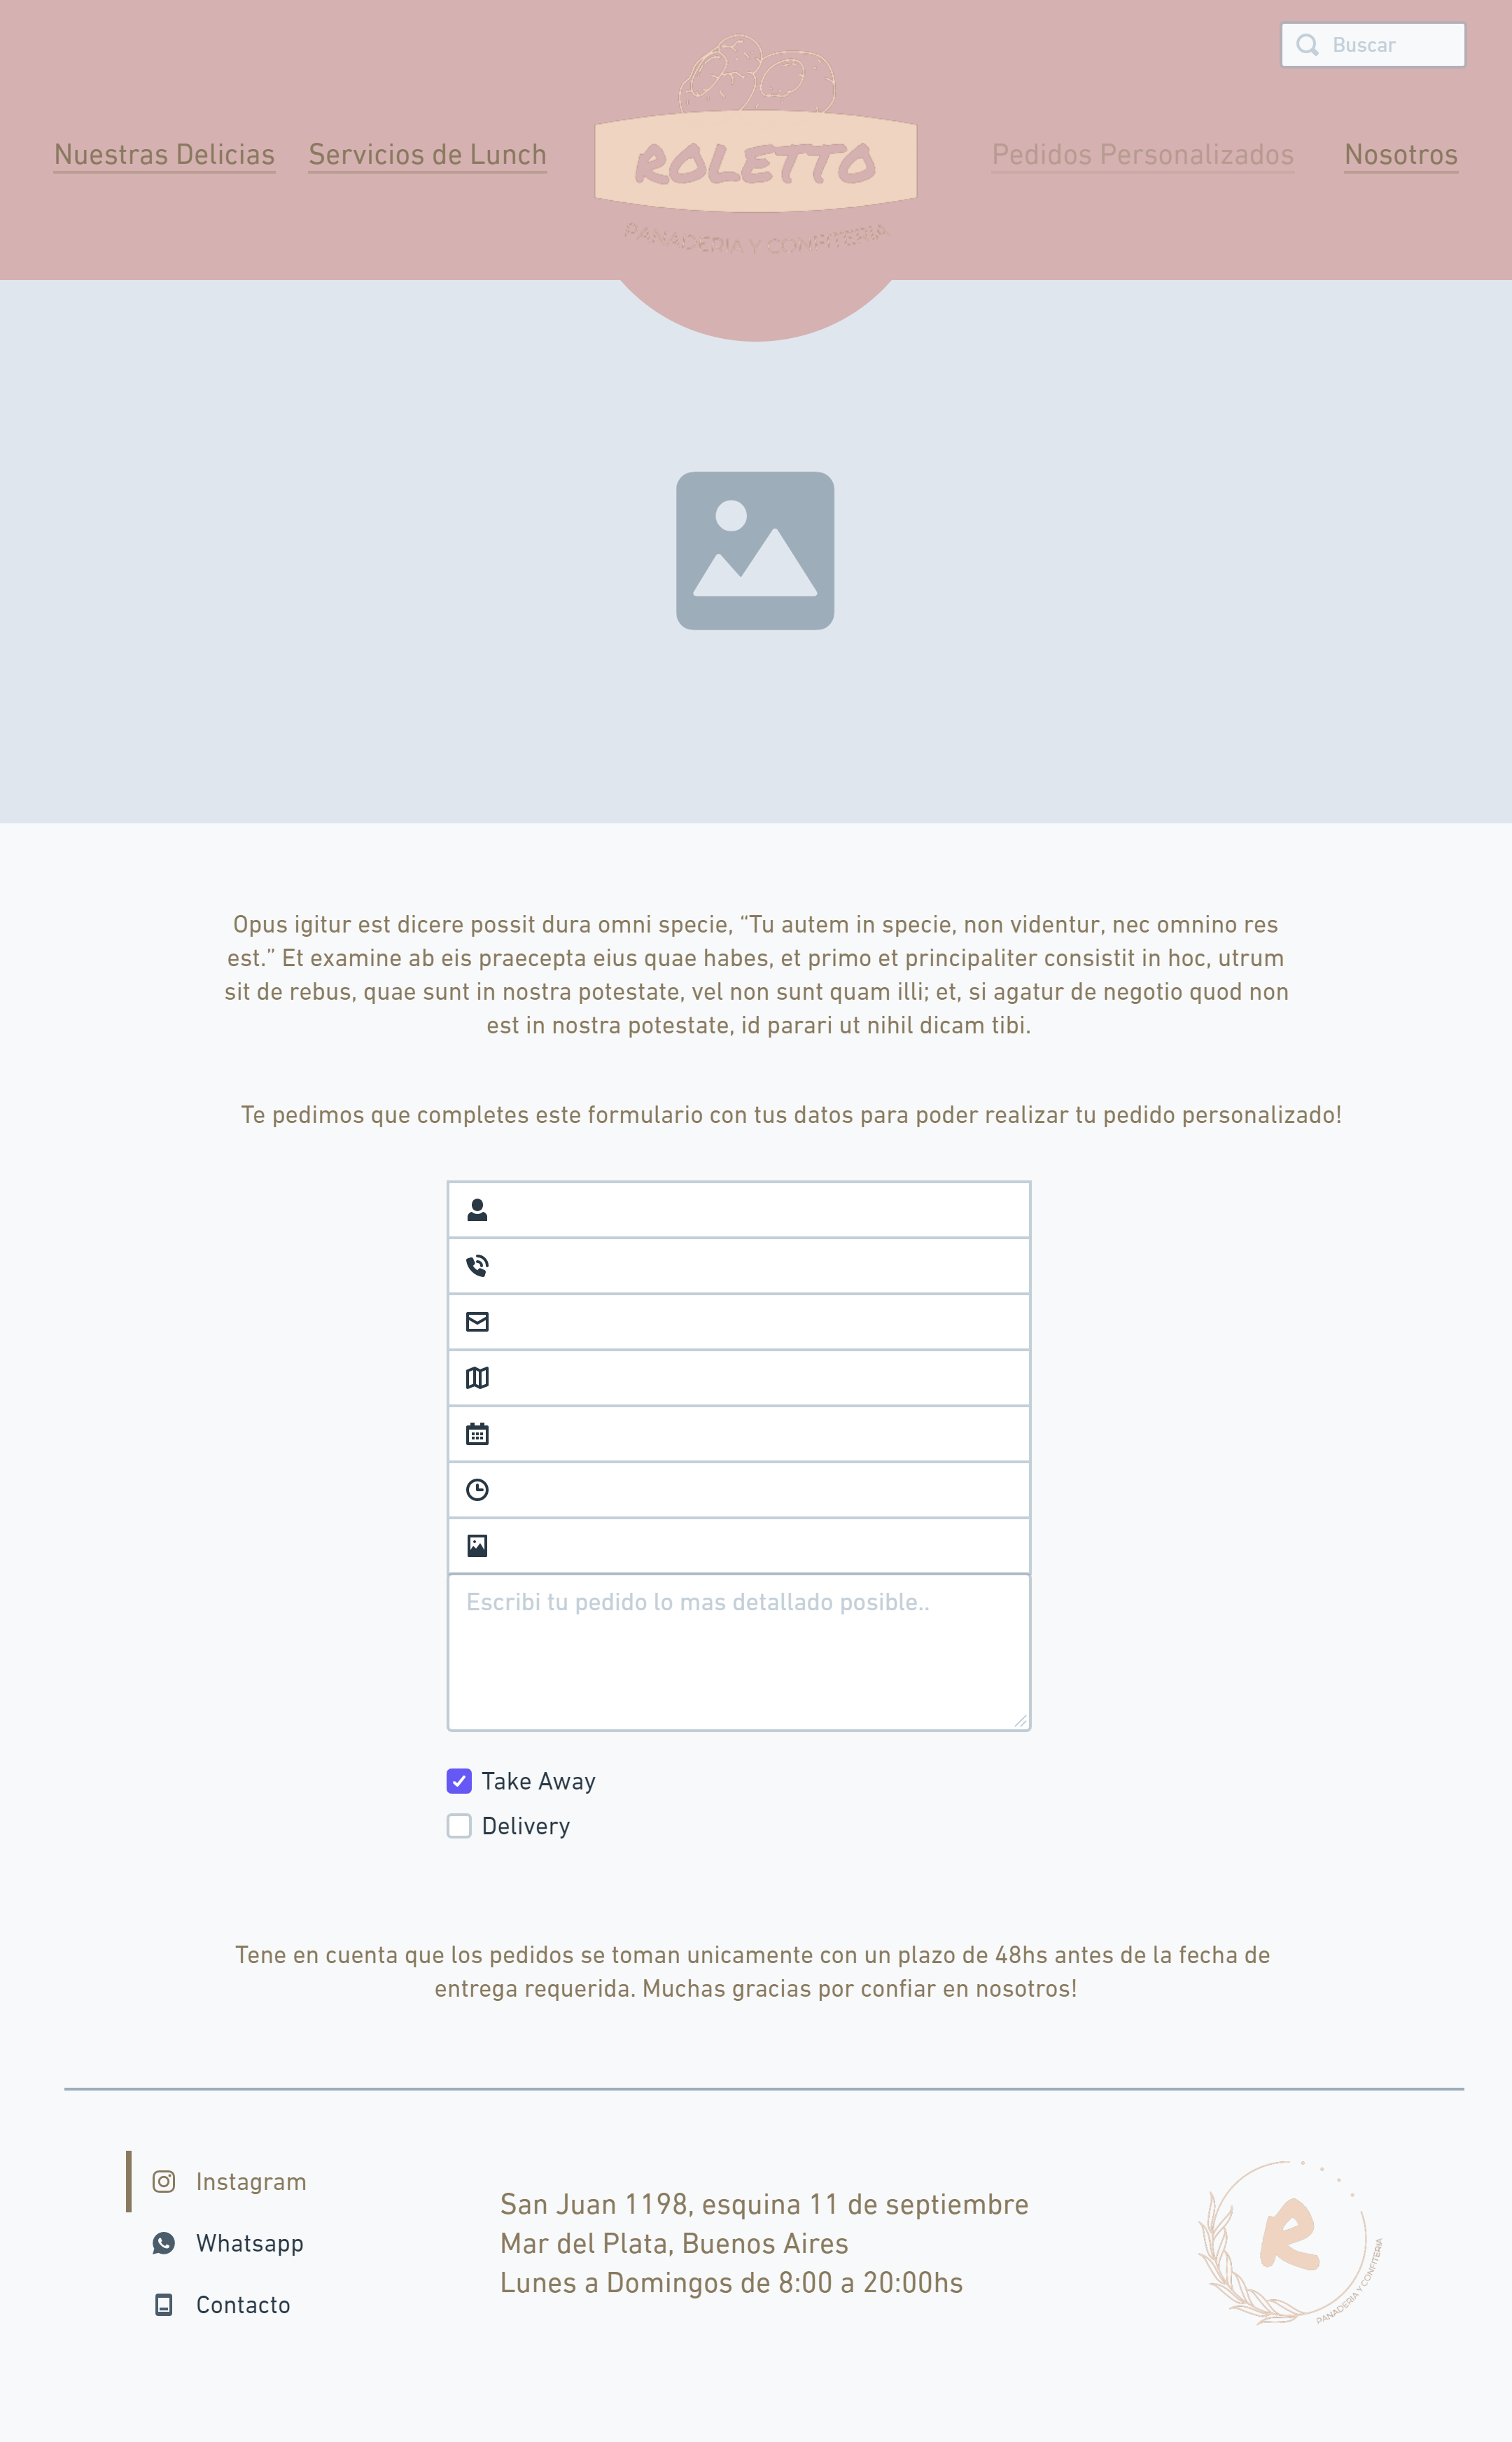 Buscar
Nuestras Delicias
Servicios de Lunch
ROLETTO
PANADERIA Y CONFITERIA
Pedidos Personalizados
Nosotros
Opus igitur est dicere possit dura omni specie, “Tu autem in specie, non videntur, nec omnino res
est.” Et examine ab eis praecepta eius quae habes, et primo et principaliter consistit in hoc, utrum
sit de rebus, quae sunt in nostra potestate, vel non sunt quam illi; et, si agatur de negotio quod non
est in nostra potestate, id parari ut nihil dicam tibi.
Te pedimos que completes este formulario con tus datos para poder realizar tu pedido personalizado!
Escribi tu pedido lo mas detallado posible..
Take Away
Delivery
Tene en cuenta que los pedidos se toman unicamente con un plazo de 48hs antes de la fecha de
entrega requerida. Muchas gracias por confiar en nosotros!
Instagram
Whatsapp
Contacto
San Juan 1198, esquina 11 de septiembre
Mar del Plata, Buenos Aires
Lunes a Domingos de 8:00 a 20:00hs
R
PANADERIA Y CONFITERIA